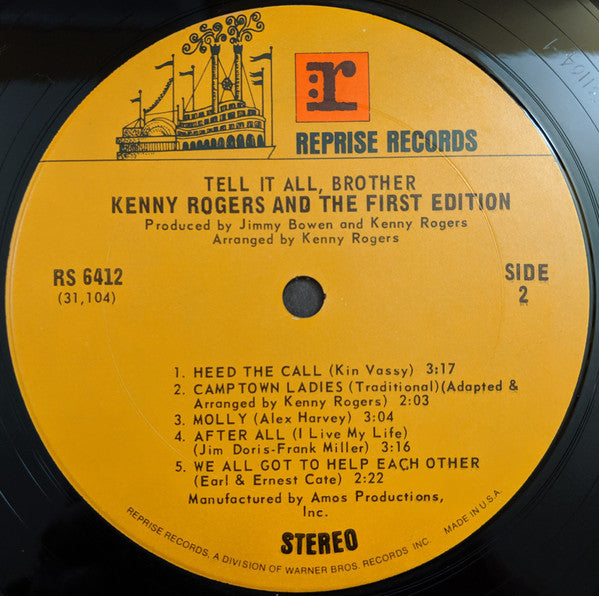 :r
REPRISE RECORDS
TELL IT ALL, BROTHER
KENNY ROGERS AND THE FIRST EDITION
Produced by Jimmy Bowen and Kenny Rogers
Arranged by Kenny Rogers
RS 6412
(31,104)
SIDE
2
1. HEED THE CALL (Kin Vassy) 3:17
2. CAMPTOWN LADIES (Traditional)(Adapted &
Arranged by Kenny Rogers) 2:03
3. MOLLY (Alex Harvey) 3:04
4. AFTER ALL (I Live My Life)
(Jim Doris-Frank Miller) 3:16
5. WE ALL GOT TO HELP EACH OTHER
(Earl & Ernest Cate) 2:22
Manufactured by Amos Productions,
Inc.
STEREO
REPRISE RECORDS, A DIVISION OF WARNER BROS. RECORDS INC. MADE IN U.S.A.